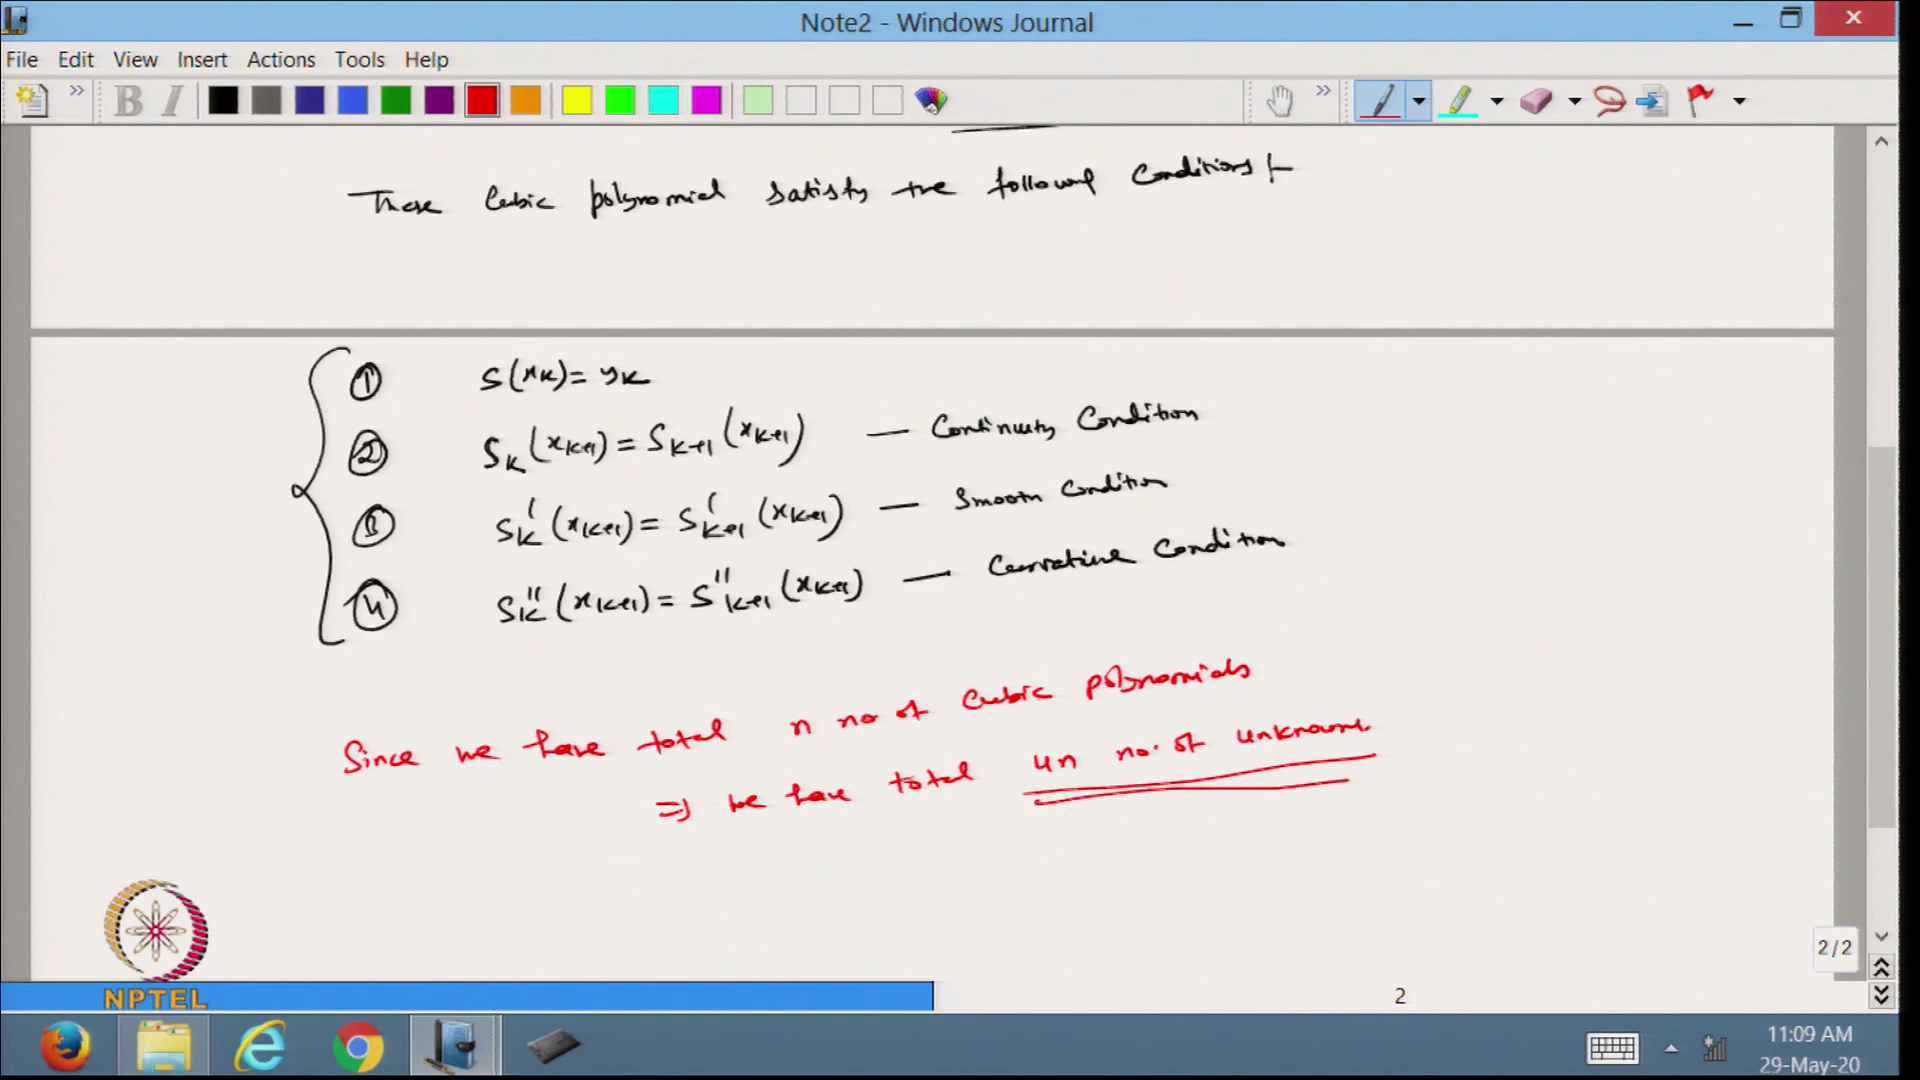 Note2 - Windows Journal
File Edit View Insert Actions Tools Help
B I
These Cubic polynomial satisfy the following Conditions :-
① S(xₖ) = yₖ
② Sₖ(xₖ₊₁) = Sₖ₊₁(xₖ₊₁) — Continuity Condition
③ Sₖ'(xₖ₊₁) = S'ₖ₊₁(xₖ₊₁) — Smooth Condition
④ Sₖ''(xₖ₊₁) = S''ₖ₊₁(xₖ₊₁) — Curvature Condition
Since we have total n no of Cubic polynomials
⇒ we have total 4n no. of unknowns.
2/2
NPTEL
2
11:09 AM
29-May-20